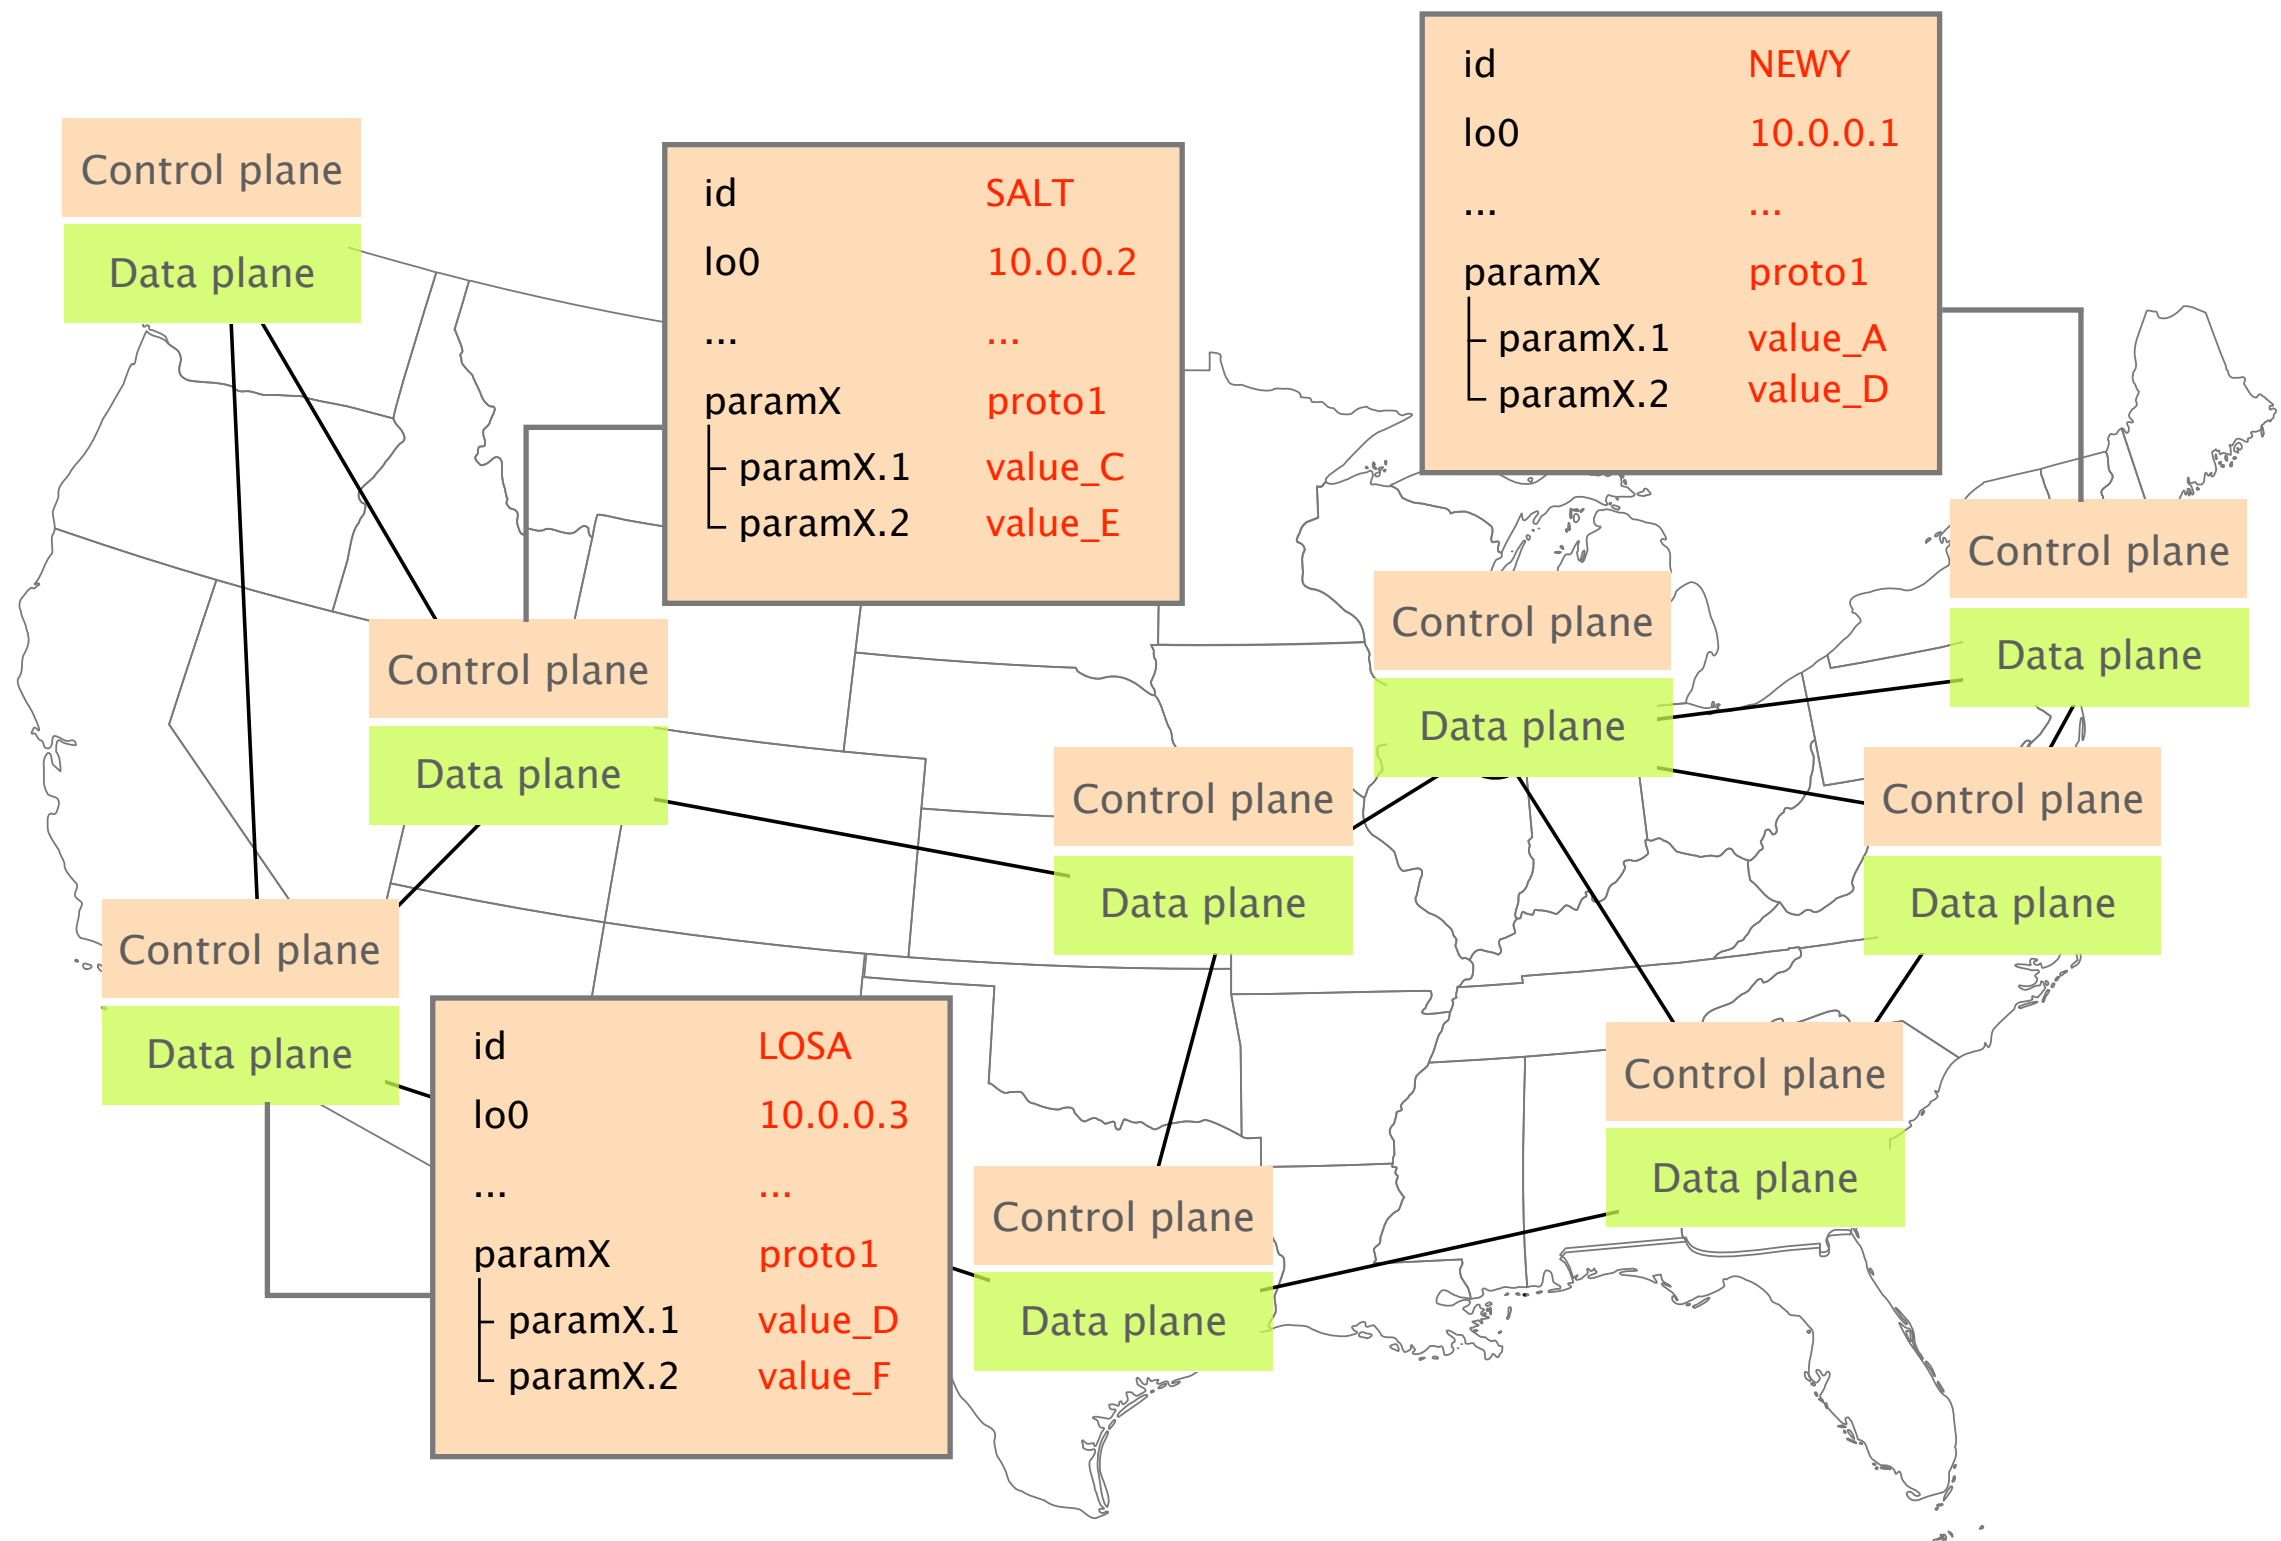 id NEWY
lo0 10.0.0.1
... ...
paramX proto1
paramX.1 value_A
paramX.2 value_D
Control plane
Data plane
id SALT
lo0 10.0.0.2
... ...
paramX proto1
paramX.1 value_C
paramX.2 value_E
Control plane
Data plane
Control plane
Data plane
Control plane
Data plane
Control plane
Data plane
Control plane
Data plane
Control plane
Data plane
id LOSA
lo0 10.0.0.3
... ...
paramX proto1
paramX.1 value_D
paramX.2 value_F
Control plane
Data plane
Control plane
Data plane